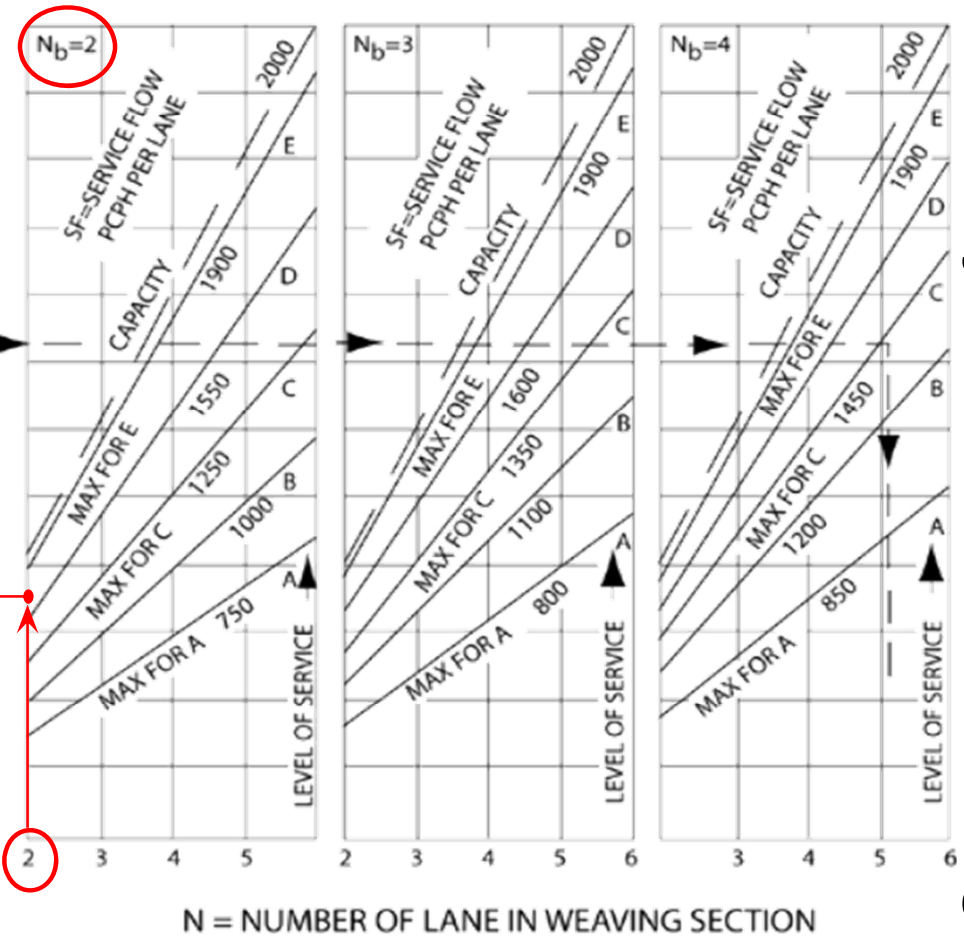 N_b=2
2000
SF=SERVICE FLOW
PCPH PER LANE
E
CAPACITY
1900
D
1550
C
MAX FOR E
1250
B
1000
MAX FOR C
A
750
MAX FOR A
LEVEL OF SERVICE
2 3 4 5
N_b=3
2000
SF=SERVICE FLOW
PCPH PER LANE
E
1900
CAPACITY
D
C
MAX FOR E
1600
B
1350
MAX FOR C
1100
A
800
MAX FOR A
LEVEL OF SERVICE
2 3 4 5 6
N_b=4
2000
SF=SERVICE FLOW
PCPH PER LANE
E
1900
D
CAPACITY
C
MAX FOR E
B
1450
MAX FOR C
1200
A
850
MAX FOR A
LEVEL OF SERVICE
3 4 5 6
N = NUMBER OF LANE IN WEAVING SECTION